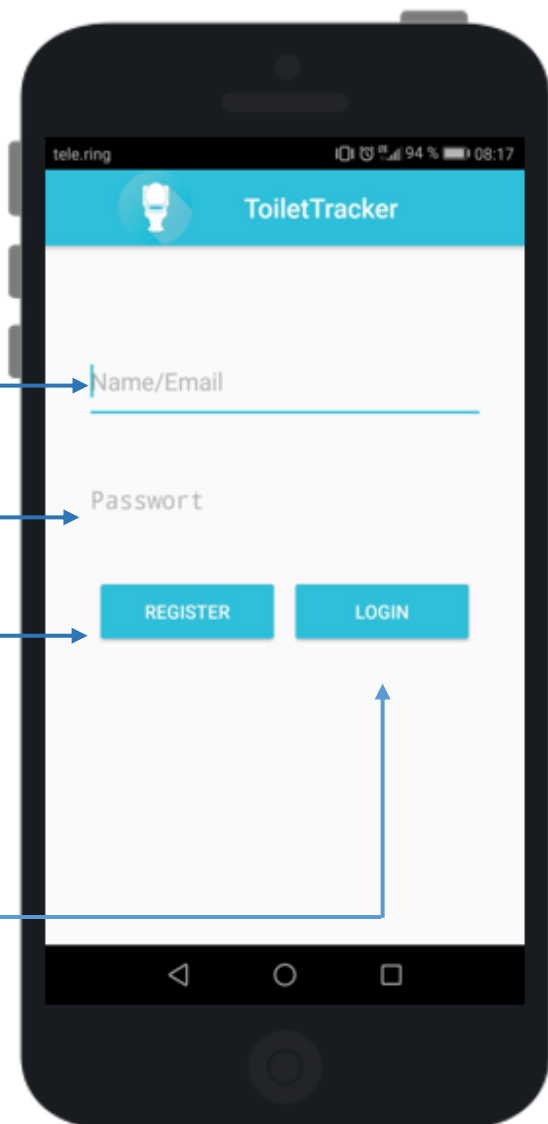 tele.ring 94 % 08:17
ToiletTracker
Name/Email
Passwort
REGISTER LOGIN